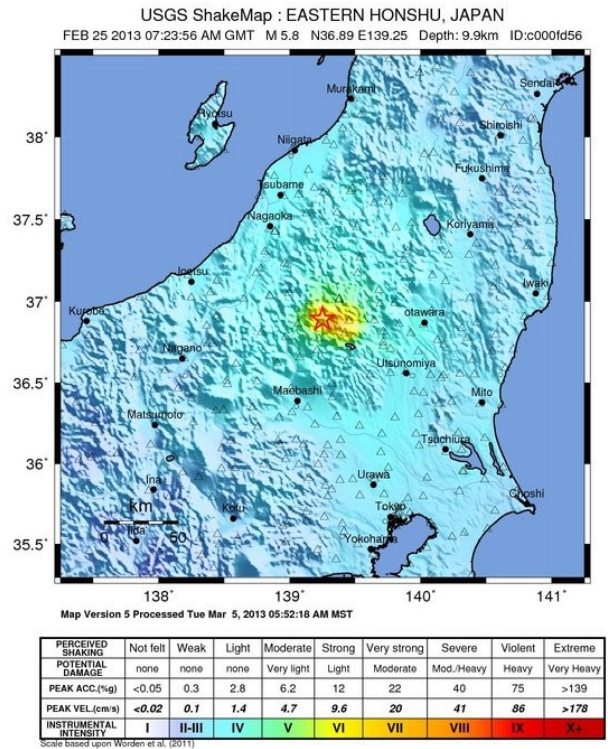 USGS ShakeMap : EASTERN HONSHU, JAPAN
FEB 25 2013 07:23:56 AM GMT M 5.8 N36.89 E139.25 Depth: 9.9km ID:c000fd56
Murakami
Sendai
Ryotsu
38°
Shiroishi
Niigata
Fukushima
Tsubame
37.5°
Nagaoka
Koriyama
Joetsu
Iwaki
37°
Kurobe
otawara
Nagano
Utsunomiya
36.5°
Maebashi
Mito
Matsumoto
Tsuchiura
36°
Ina
Urawa
Choshi
km
Kofu
Tokyo
0 50
Iida
Yokohama
35.5°
138° 139° 140° 141°
Map Version 5 Processed Tue Mar 5, 2013 05:52:18 AM MST
PERCEIVED SHAKING Not felt Weak Light Moderate Strong Very strong Severe Violent Extreme
POTENTIAL DAMAGE none none none Very light Light Moderate Mod./Heavy Heavy Very Heavy
PEAK ACC.(%g) <0.05 0.3 2.8 6.2 12 22 40 75 >139
PEAK VEL.(cm/s) <0.02 0.1 1.4 4.7 9.6 20 41 86 >178
INSTRUMENTAL INTENSITY I II-III IV V VI VII VIII IX X+
Scale based upon Worden et al. (2011)